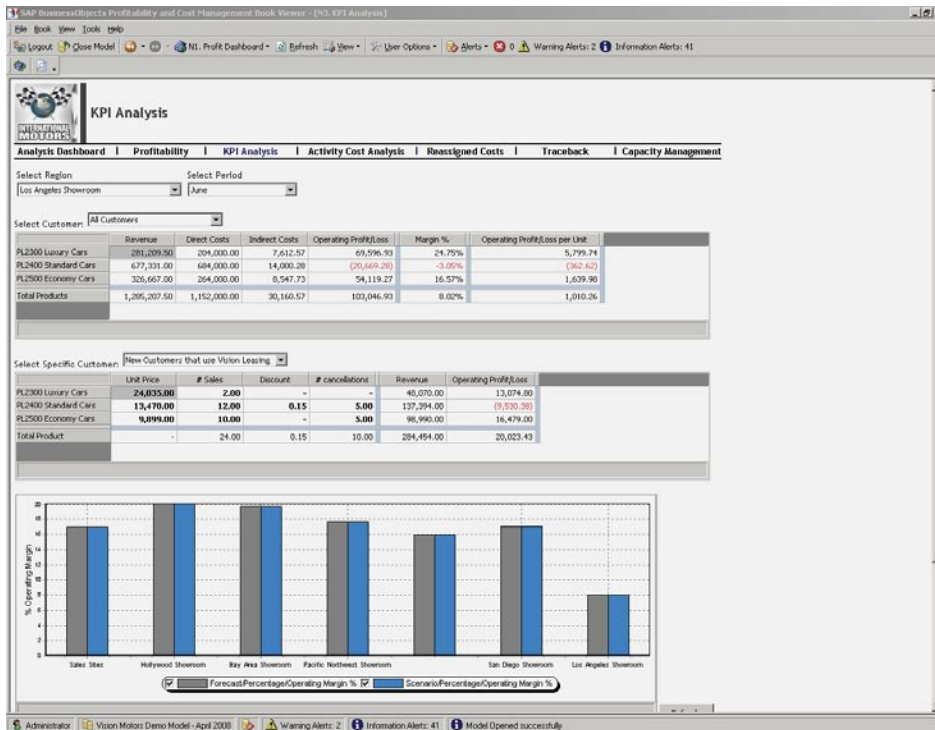 SAP BusinessObjects Profitability and Cost Management Book Viewer - [N3. KPI Analysis]
File Book View Tools Help
Logout Close Model N1. Profit Dashboard Refresh View User Options Alerts 0 Warning Alerts: 2 Information Alerts: 41
INTERNATIONAL MOTORS
KPI Analysis
Analysis Dashboard | Profitability | KPI Analysis | Activity Cost Analysis | Reassigned Costs | Traceback | Capacity Management
Select Region Select Period
Los Angeles Showroom June
Select Customer: All Customers
Revenue Direct Costs Indirect Costs Operating Profit/Loss Margin % Operating Profit/Loss per Unit
PL2300 Luxury Cars 281,209.50 204,000.00 7,612.57 69,596.93 24.75% 5,799.74
PL2400 Standard Cars 677,331.00 684,000.00 14,000.28 (20,669.28) -3.05% (362.62)
PL2500 Economy Cars 326,667.00 264,000.00 8,547.73 54,119.27 16.57% 1,639.98
Total Products 1,285,207.50 1,152,000.00 30,160.57 103,046.93 8.02% 1,010.26
Select Specific Customer: New Customers that use Vision Leasing
Unit Price # Sales Discount # cancellations Revenue Operating Profit/Loss
PL2300 Luxury Cars 24,035.00 2.00 - - 48,070.00 13,074.80
PL2400 Standard Cars 13,470.00 12.00 0.15 5.00 137,394.00 (9,530.38)
PL2500 Economy Cars 9,899.00 10.00 - 5.00 98,990.00 16,479.00
Total Product - 24.00 0.15 10.00 284,454.00 20,023.43
% Operating Margin
20
18
16
14
12
10
8
6
4
2
0
Sales Sites Hollywood Showroom Bay Area Showroom Pacific Northwest Showroom San Diego Showroom Los Angeles Showroom
Forecast/Percentage/Operating Margin % Scenario/Percentage/Operating Margin %
Administrator Vision Motors Demo Model - April 2008 Warning Alerts: 2 Information Alerts: 41 Model Opened successfully